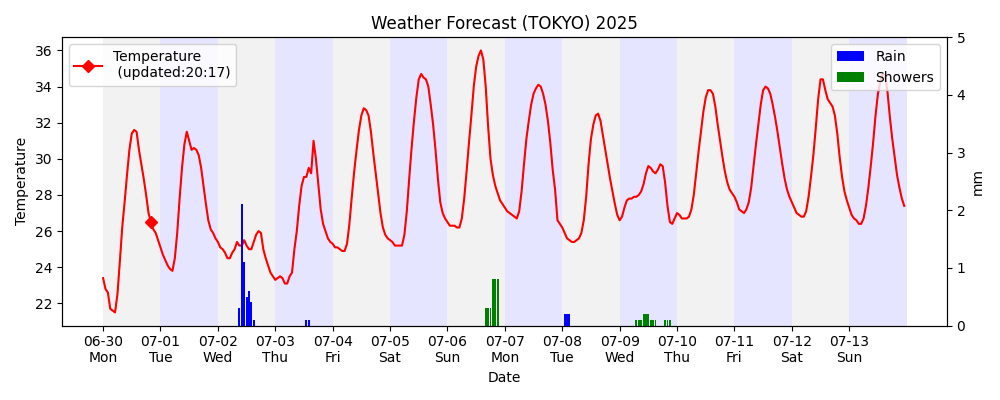 Weather Forecast (TOKYO) 2025
Temperature
(updated:20:17)
Rain
Showers
Temperature
36
34
32
30
28
26
24
22
5
4
3
2
1
0
mm
06-30 07-01 07-02 07-03 07-04 07-05 07-06 07-07 07-08 07-09 07-10 07-11 07-12 07-13
Mon Tue Wed Thu Fri Sat Sun Mon Tue Wed Thu Fri Sat Sun
Date